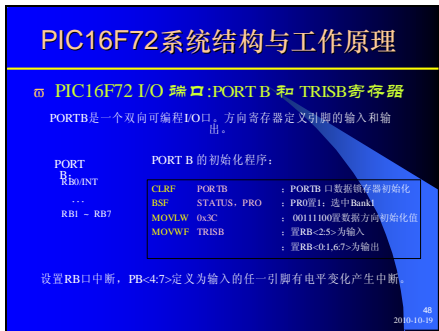 PIC16F72系统结构与工作原理
PIC16F72 I/O 端口:PORT B 和 TRISB寄存器
PORTB是一个双向可编程I/O口。方向寄存器定义引脚的输入和输
出。
PORT
B:
RB0/INT
…
RB1 ~ RB7
PORT B 的初始化程序:
CLRF PORTB ; PORTB 口数据锁存器初始化
BSF STATUS, PRO ; PR0置1; 选中Bank1
MOVLW 0x3C ; 00111100置数据方向初始化值
MOVWF TRISB ; 置RB<2:5>为输入
; 置RB<0:1,6:7>为输出
设置RB口中断，PB<4:7>定义为输入的任一引脚有电平变化产生中断。
48
2010-10-19